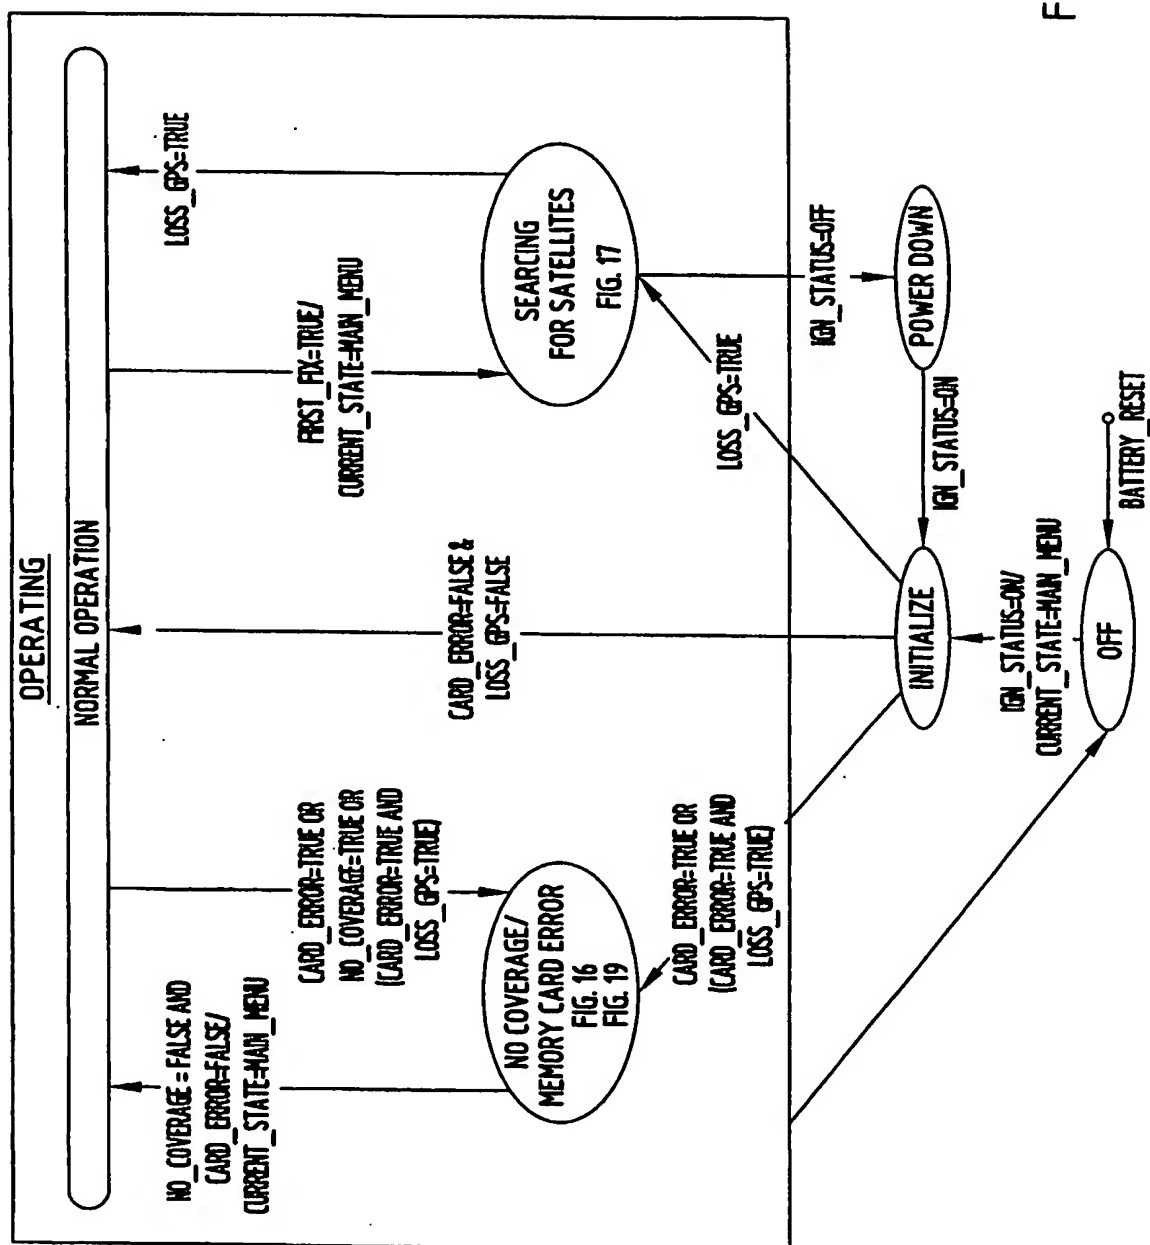 OPERATING
NORMAL OPERATION
NO_COVERAGE = FALSE AND
CARD_ERROR=FALSE/
CURRENT_STATE=MAIN_MENU
CARD_ERROR=TRUE OR
NO_COVERAGE=TRUE OR
(CARD_ERROR=TRUE AND
LOSS_GPS=TRUE)
CARD_ERROR=FALSE &
LOSS_GPS=FALSE
FIRST_FIX=TRUE/
CURRENT_STATE=MAIN_MENU
LOSS_GPS=TRUE
NO COVERAGE/
MEMORY CARD ERROR
FIG. 16
FIG. 19
SEARCING
FOR SATELLITES
FIG. 17
CARD_ERROR=TRUE OR
(CARD_ERROR=TRUE AND
LOSS_GPS=TRUE)
LOSS_GPS=TRUE
IGN_STATUS=OFF
INITIALIZE
IGN_STATUS=ON
POWER DOWN
IGN_STATUS=ON/
CURRENT_STATE=MAIN_MENU
OFF
BATTERY_RESET
F